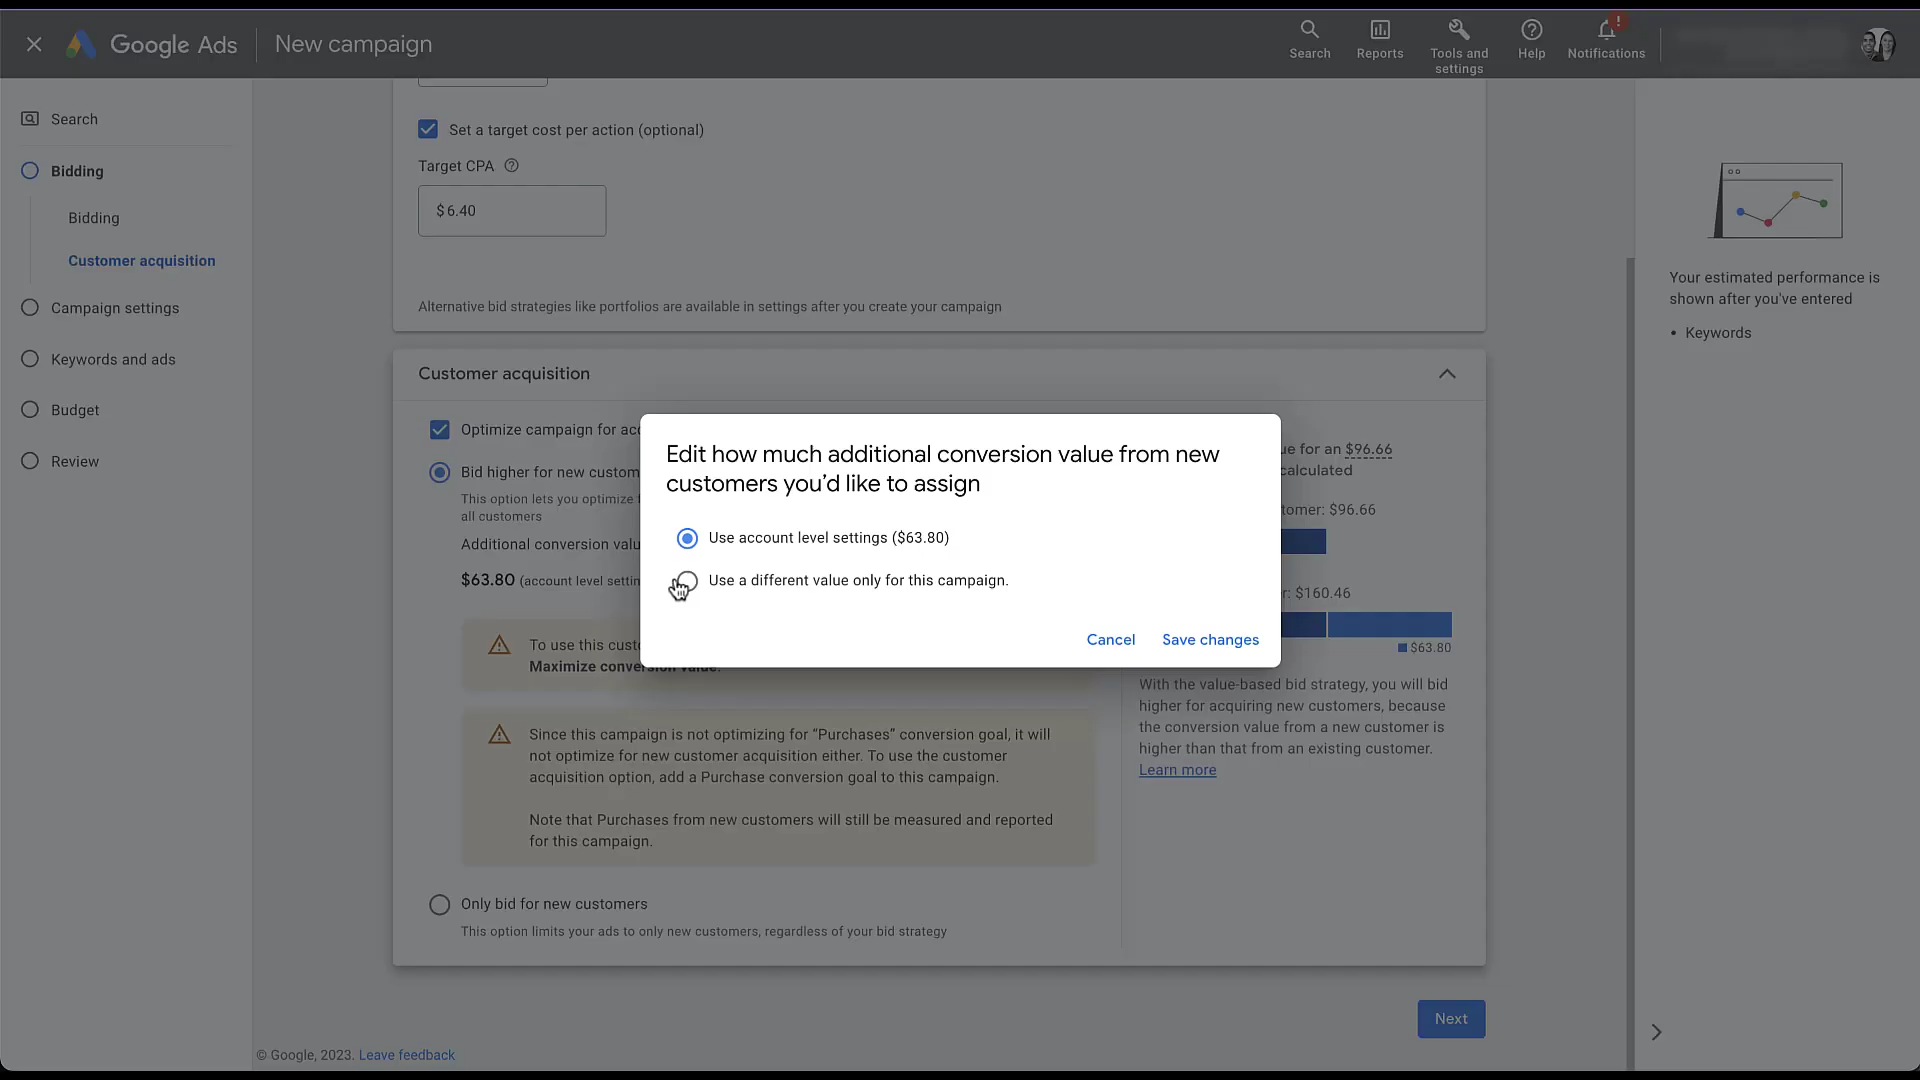 Google Ads
New campaign
Search
Reports
Tools and
settings
Help
!
Notifications
Search
Bidding
Bidding
Customer acquisition
Campaign settings
Keywords and ads
Budget
Review
Set a target cost per action (optional)
Target CPA
$ 6.40
Alternative bid strategies like portfolios are available in settings after you create your campaign
Customer acquisition
Optimize campaign for
Bid higher for new
This option lets you optimize
all customers
Additional conversion
$63.80 (account level
To use this
Maximize conversion value.
Since this campaign is not optimizing for “Purchases” conversion goal, it will
not optimize for new customer acquisition either. To use the customer
acquisition option, add a Purchase conversion goal to this campaign.
Note that Purchases from new customers will still be measured and reported
for this campaign.
Only bid for new customers
This option limits your ads to only new customers, regardless of your bid strategy
Edit how much additional conversion value from new
customers you’d like to assign
Use account level settings ($63.80)
Use a different value only for this campaign.
Cancel
Save changes
for an $96.66
calculated
$96.66
$160.46
$63.80
With the value-based bid strategy, you will bid
higher for acquiring new customers, because
the conversion value from a new customer is
higher than that from an existing customer.
Learn more
Next
Your estimated performance is
shown after you've entered
• Keywords
© Google, 2023. Leave feedback